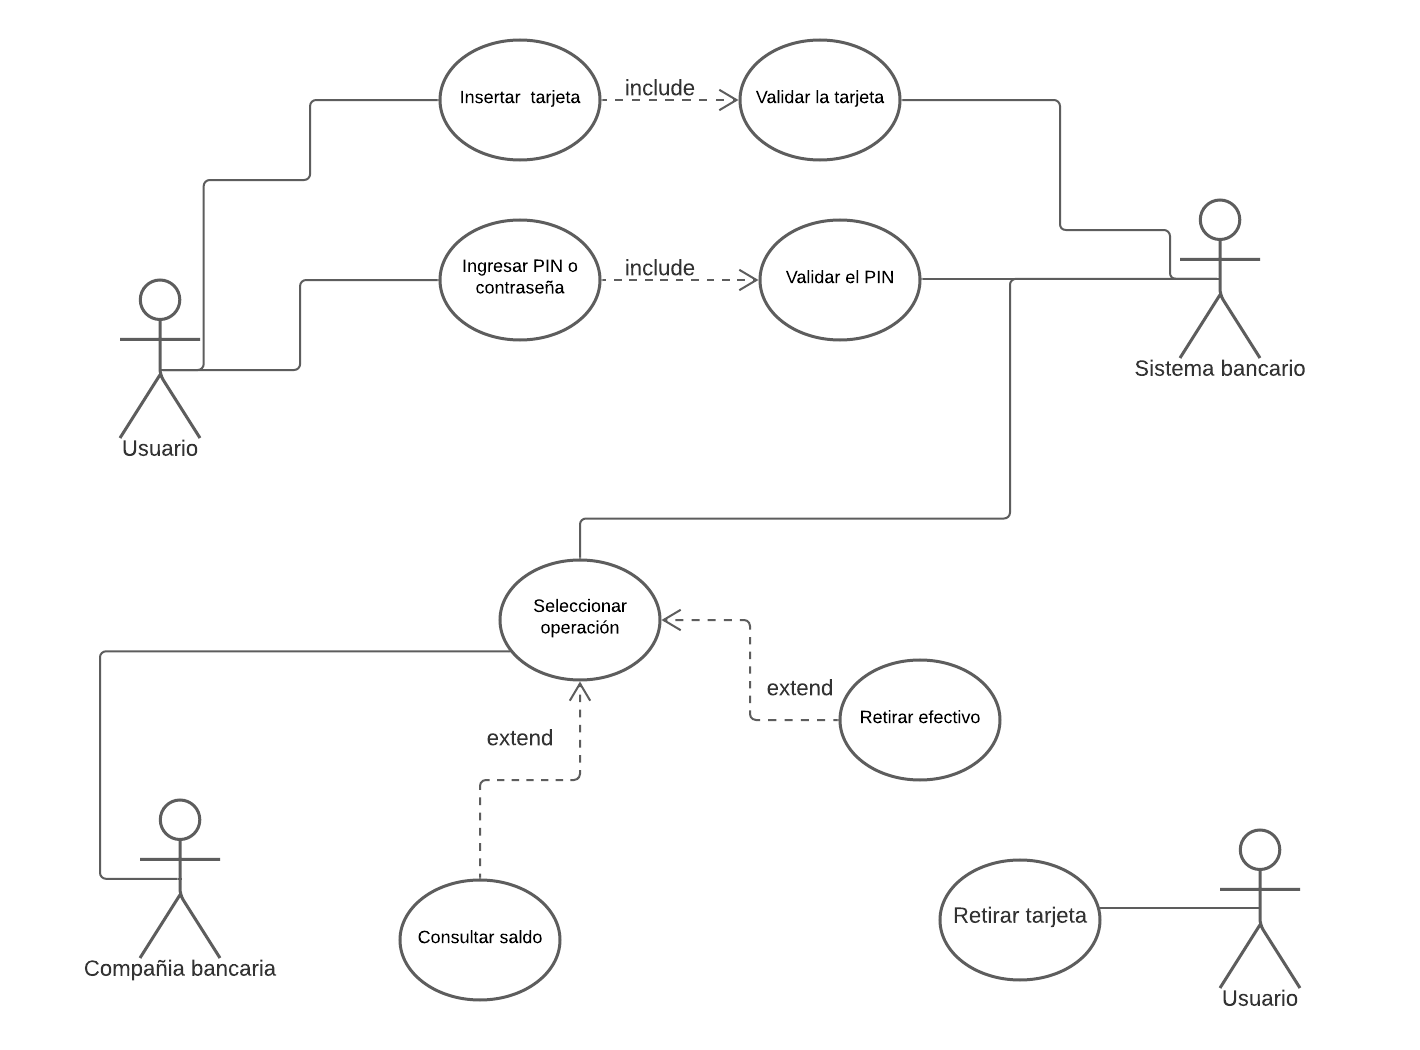 Insertar tarjeta
include
Validar la tarjeta
Ingresar PIN o
contraseña
include
Validar el PIN
Sistema bancario
Usuario
Seleccionar
operación
extend
Retirar efectivo
extend
Consultar saldo
Compañia bancaria
Retirar tarjeta
Usuario